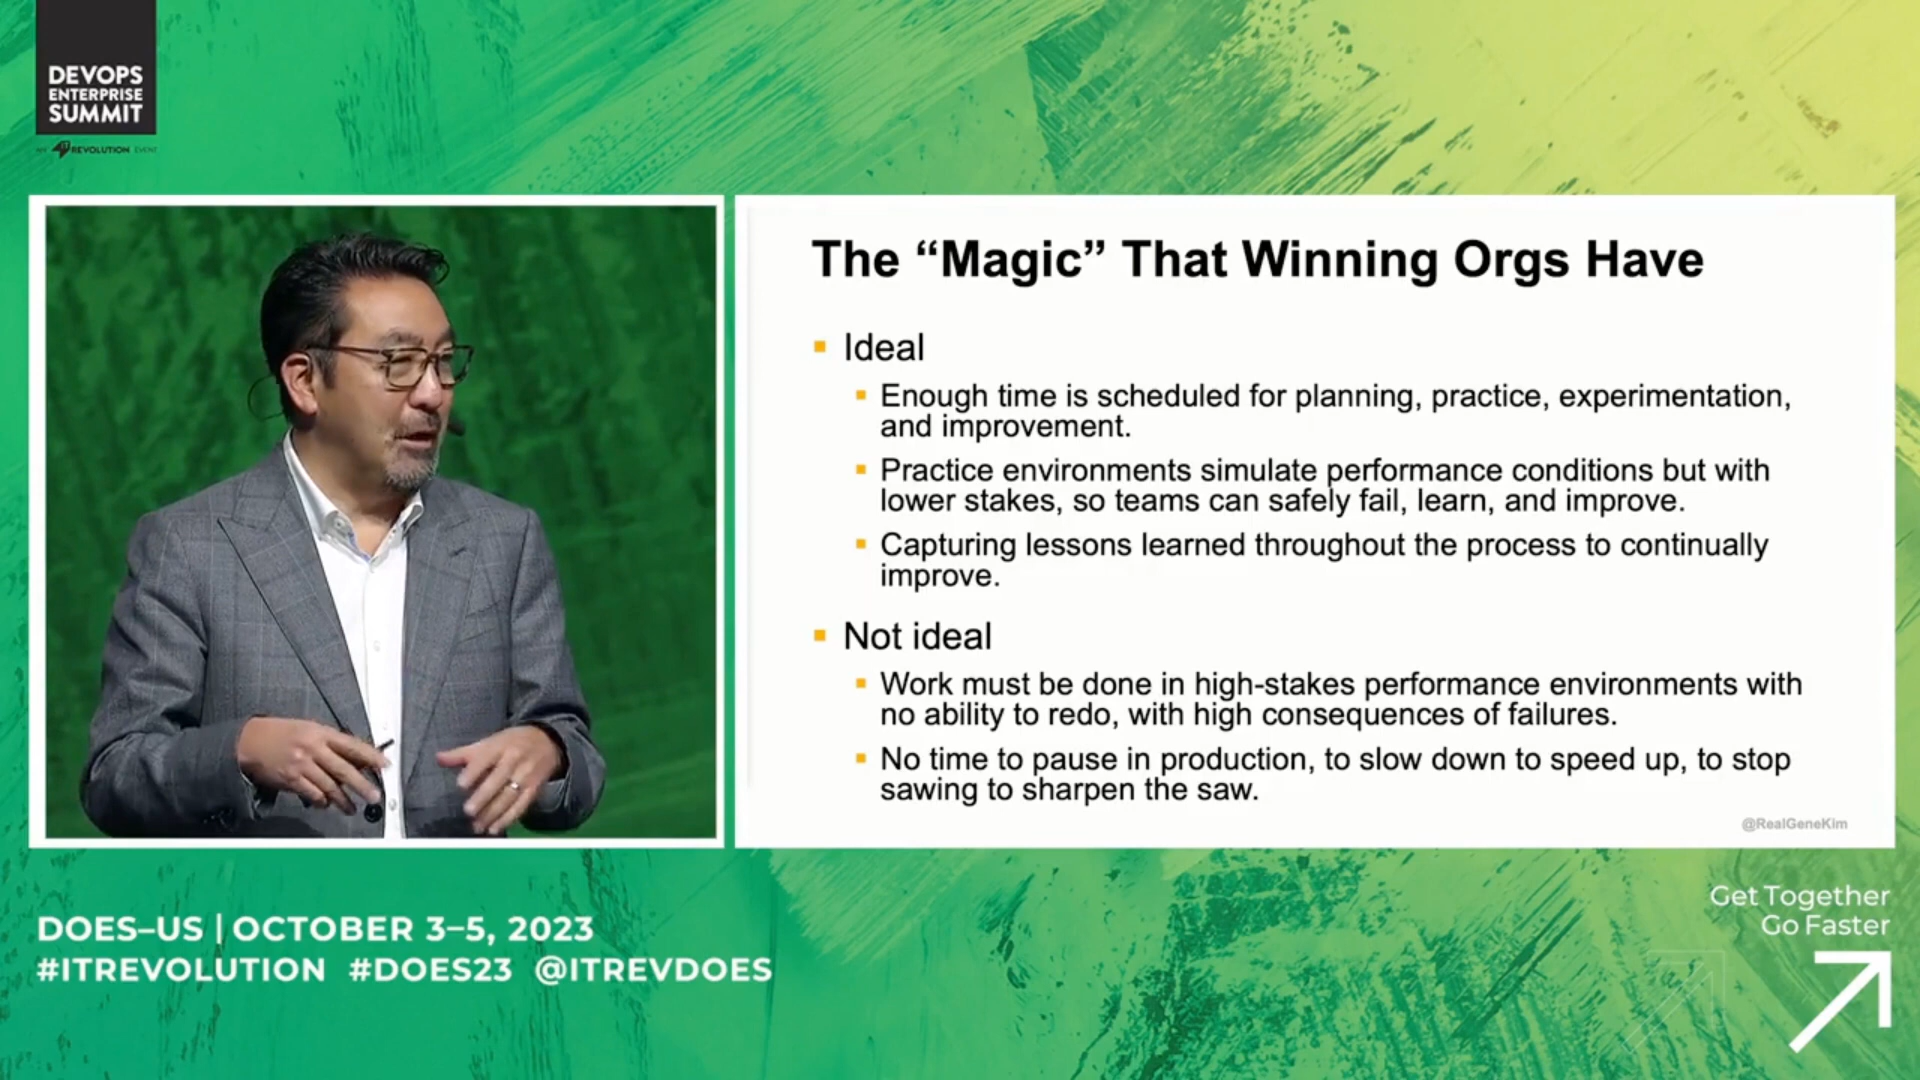 DEVOPS
ENTERPRISE
SUMMIT
AN IT REVOLUTION EVENT
The “Magic” That Winning Orgs Have
Ideal
Enough time is scheduled for planning, practice, experimentation,
and improvement.
Practice environments simulate performance conditions but with
lower stakes, so teams can safely fail, learn, and improve.
Capturing lessons learned throughout the process to continually
improve.
Not ideal
Work must be done in high-stakes performance environments with
no ability to redo, with high consequences of failures.
No time to pause in production, to slow down to speed up, to stop
sawing to sharpen the saw.
@RealGeneKim
DOES–US | OCTOBER 3–5, 2023
#ITREVOLUTION #DOES23 @ITREVDOES
Get Together
Go Faster